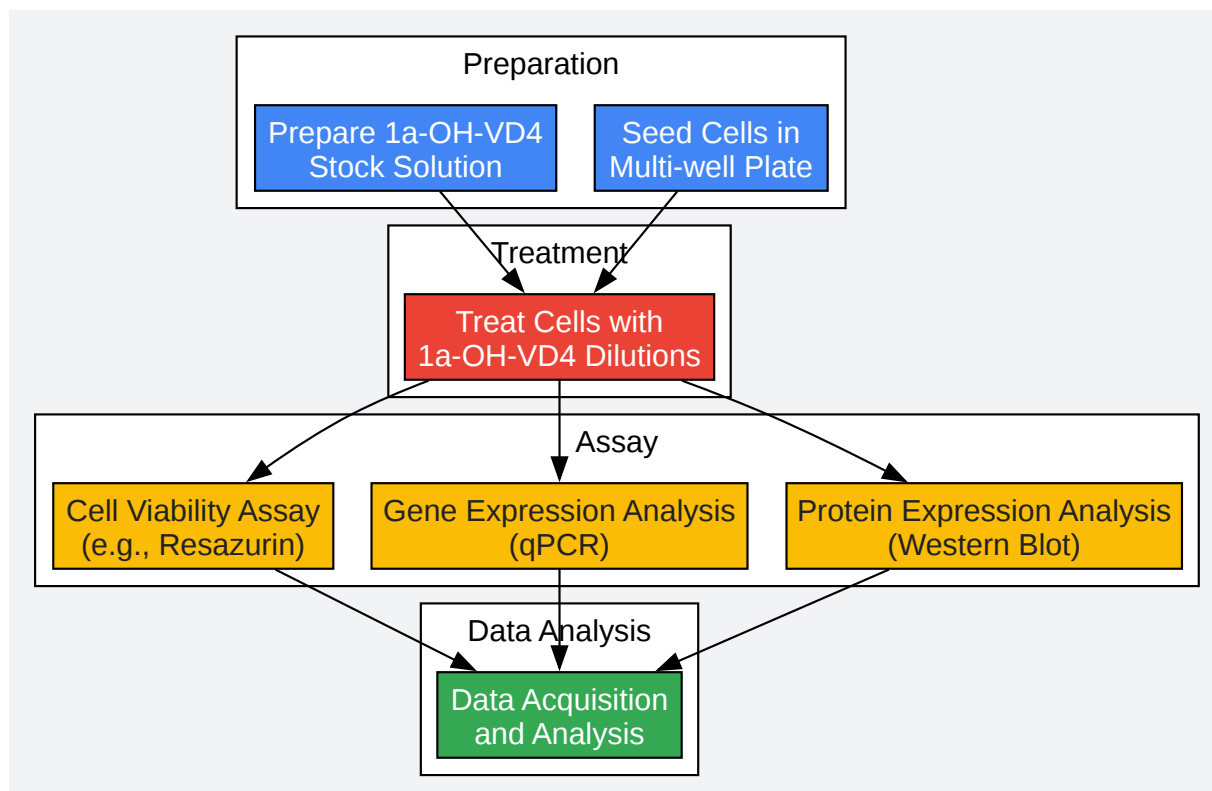 Preparation
Prepare 1a-OH-VD4
Stock Solution
Seed Cells in
Multi-well Plate
Treatment
Treat Cells with
1a-OH-VD4 Dilutions
Assay
Cell Viability Assay
(e.g., Resazurin)
Gene Expression Analysis
(qPCR)
Protein Expression Analysis
(Western Blot)
Data Analysis
Data Acquisition
and Analysis